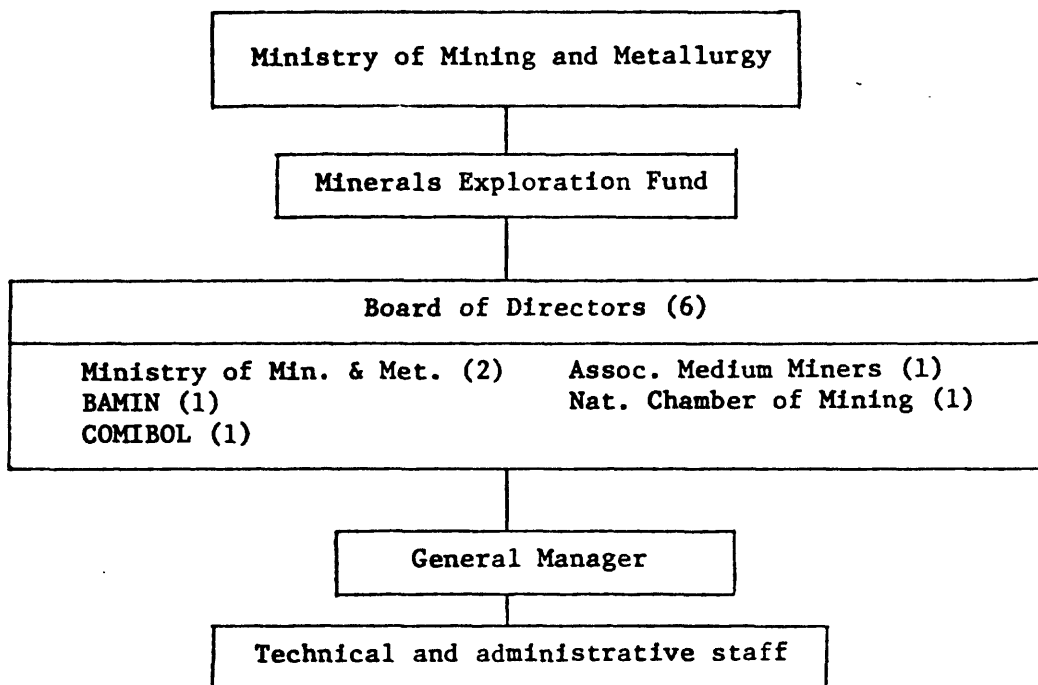 Ministry of Mining and Metallurgy
Minerals Exploration Fund
Board of Directors (6)
Ministry of Min. & Met. (2)
BAMIN (1)
COMIBOL (1)
Assoc. Medium Miners (1)
Nat. Chamber of Mining (1)
General Manager
Technical and administrative staff